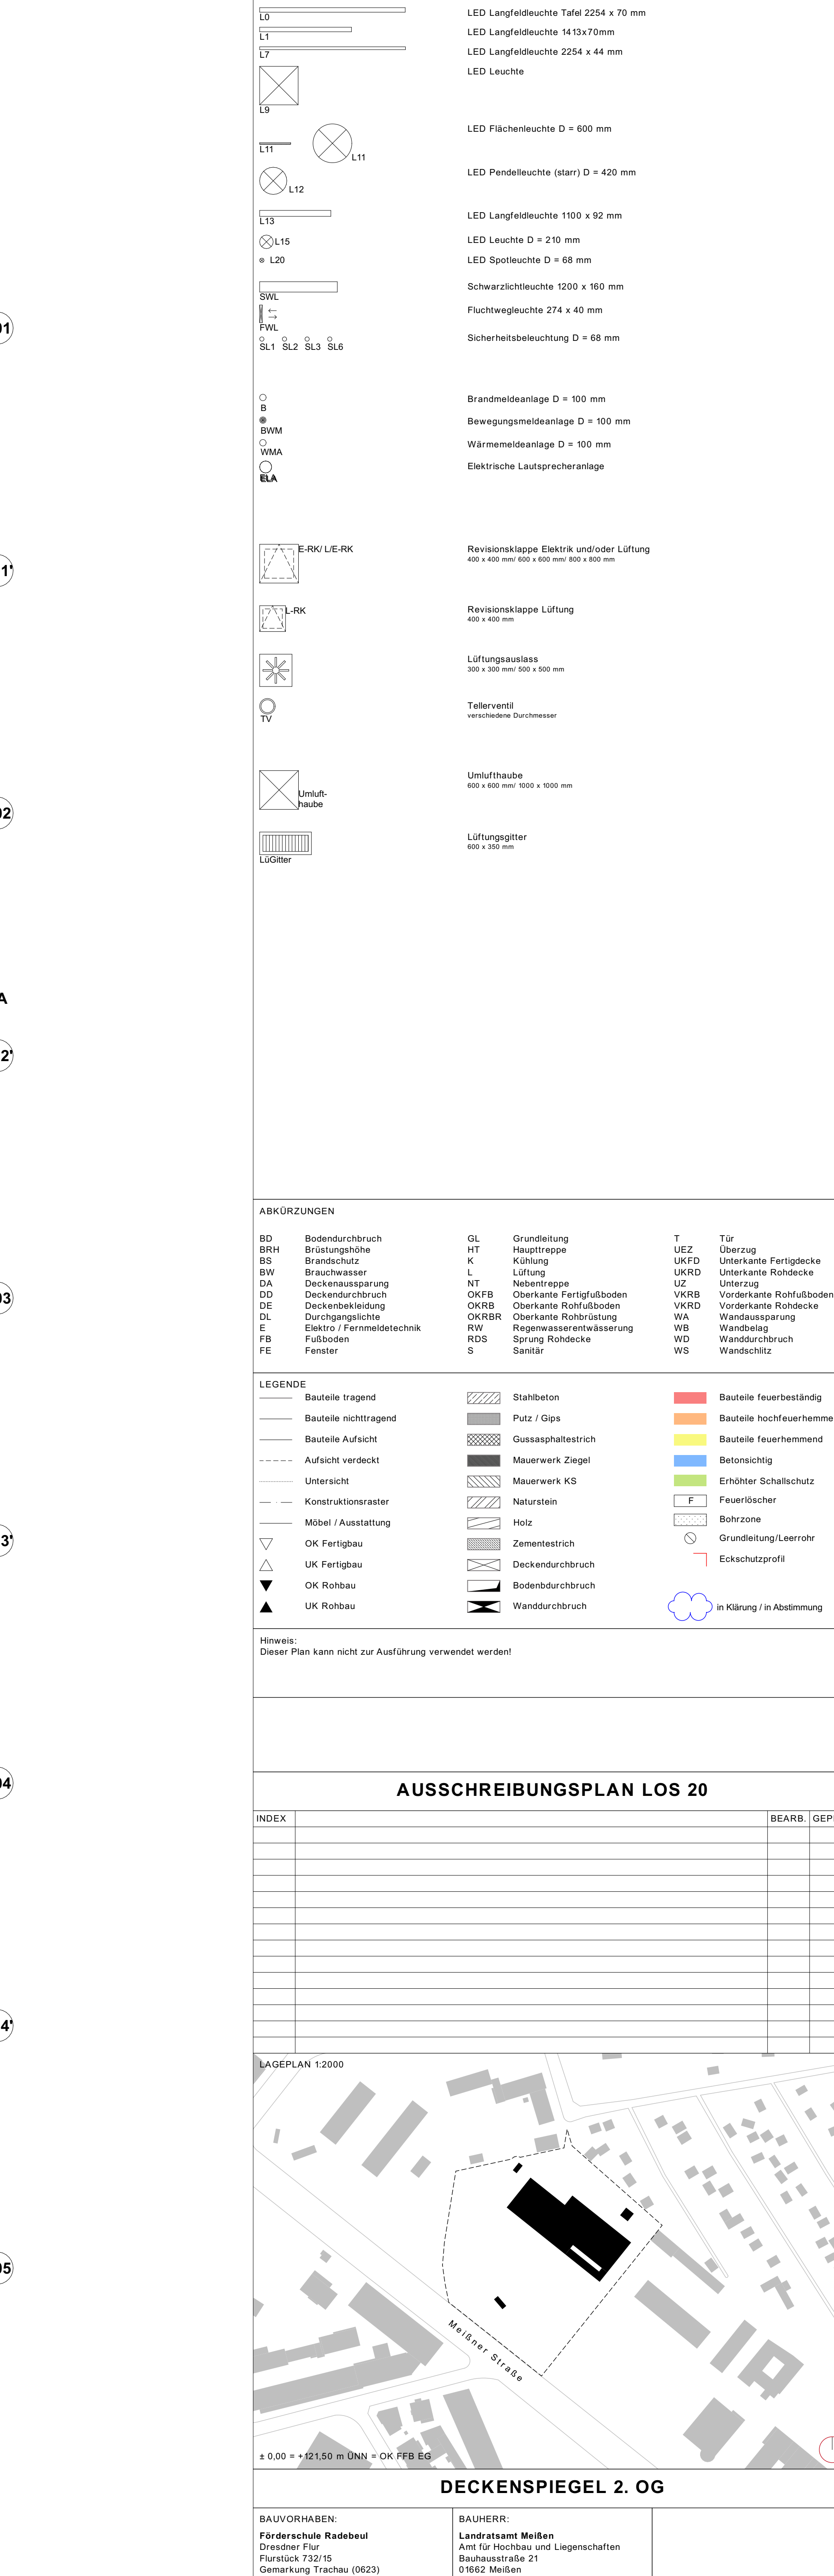 L0
LED Langfeldleuchte Tafel 2254 x 70 mm
L1
LED Langfeldleuchte 1413x70mm
L7
LED Langfeldleuchte 2254 x 44 mm
L9
LED Leuchte
L11
L11
LED Flächenleuchte D = 600 mm
L12
LED Pendelleuchte (starr) D = 420 mm
L13
LED Langfeldleuchte 1100 x 92 mm
L15
LED Leuchte D = 210 mm
L20
LED Spotleuchte D = 68 mm
SWL
Schwarzlichtleuchte 1200 x 160 mm
01
FWL
Fluchtwegleuchte 274 x 40 mm
SL1 SL2 SL3 SL6
Sicherheitsbeleuchtung D = 68 mm
B
Brandmeldeanlage D = 100 mm
BWM
Bewegungsmeldeanlage D = 100 mm
WMA
Wärmemeldeanlage D = 100 mm
ELA
Elektrische Lautsprecheranlage
1'
E-RK/ L/E-RK
Revisionsklappe Elektrik und/oder Lüftung
400 x 400 mm/ 600 x 600 mm/ 800 x 800 mm
L-RK
Revisionsklappe Lüftung
400 x 400 mm
Lüftungsauslass
300 x 300 mm/ 500 x 500 mm
TV
Tellerventil
verschiedene Durchmesser
02
Umluft-
haube
Umlufthaube
600 x 600 mm/ 1000 x 1000 mm
LüGitter
Lüftungsgitter
600 x 350 mm
A
2'
ABKÜRZUNGEN
BD Bodendurchbruch GL Grundleitung T Tür
BRH Brüstungshöhe HT Haupttreppe UEZ Überzug
BS Brandschutz K Kühlung UKFD Unterkante Fertigdecke
BW Brauchwasser L Lüftung UKRD Unterkante Rohdecke
DA Deckenaussparung NT Nebentreppe UZ Unterzug
DD Deckendurchbruch OKFB Oberkante Fertigfußboden VKRB Vorderkante Rohfußboden
DE Deckenbekleidung OKRB Oberkante Rohfußboden VKRD Vorderkante Rohdecke
DL Durchgangslichte OKRBR Oberkante Rohbrüstung WA Wandaussparung
E Elektro / Fernmeldetechnik RW Regenwasserentwässerung WB Wandbelag
FB Fußboden RDS Sprung Rohdecke WD Wanddurchbruch
FE Fenster S Sanitär WS Wandschlitz
03
LEGENDE
Bauteile tragend Stahlbeton Bauteile feuerbeständig
Bauteile nichttragend Putz / Gips Bauteile hochfeuerhemme
Bauteile Aufsicht Gussasphaltestrich Bauteile feuerhemmend
Aufsicht verdeckt Mauerwerk Ziegel Betonsichtig
Untersicht Mauerwerk KS Erhöhter Schallschutz
Konstruktionsraster Naturstein F Feuerlöscher
Möbel / Ausstattung Holz Bohrzone
3'
OK Fertigbau Zementestrich Grundleitung/Leerrohr
UK Fertigbau Deckendurchbruch Eckschutzprofil
OK Rohbau Bodenbdurchbruch
UK Rohbau Wanddurchbruch in Klärung / in Abstimmung
Hinweis:
Dieser Plan kann nicht zur Ausführung verwendet werden!
04
AUSSCHREIBUNGSPLAN LOS 20
INDEX BEARB. GEP
4'
LAGEPLAN 1:2000
05
Meißner Straße
± 0,00 = +121,50 m ÜNN = OK FFB EG
DECKENSPIEGEL 2. OG
BAUVORHABEN: BAUHERR:
Förderschule Radebeul Landratsamt Meißen
Dresdner Flur Amt für Hochbau und Liegenschaften
Flurstück 732/15 Bauhausstraße 21
Gemarkung Trachau (0623) 01662 Meißen